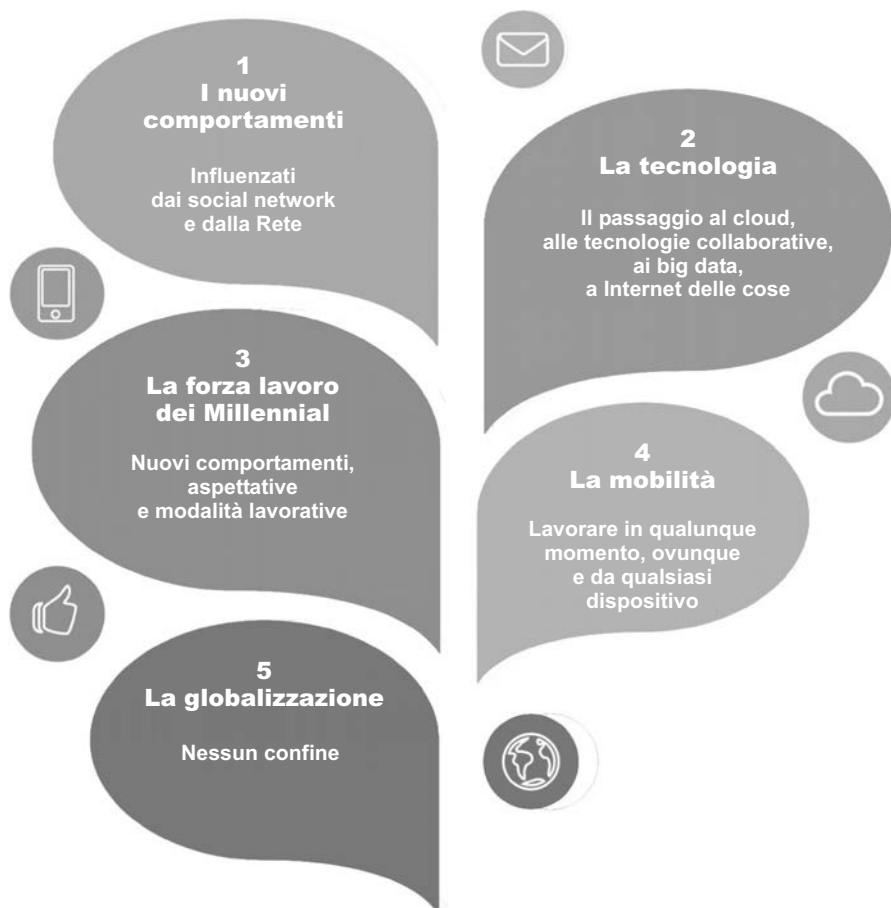 1
I nuovi
comportamenti
Influenzati
dai social network
e dalla Rete
2
La tecnologia
Il passaggio al cloud,
alle tecnologie collaborative,
ai big data,
a Internet delle cose
3
La forza lavoro
dei Millennial
Nuovi comportamenti,
aspettative
e modalità lavorative
4
La mobilità
Lavorare in qualunque
momento, ovunque
e da qualsiasi
dispositivo
5
La globalizzazione
Nessun confine